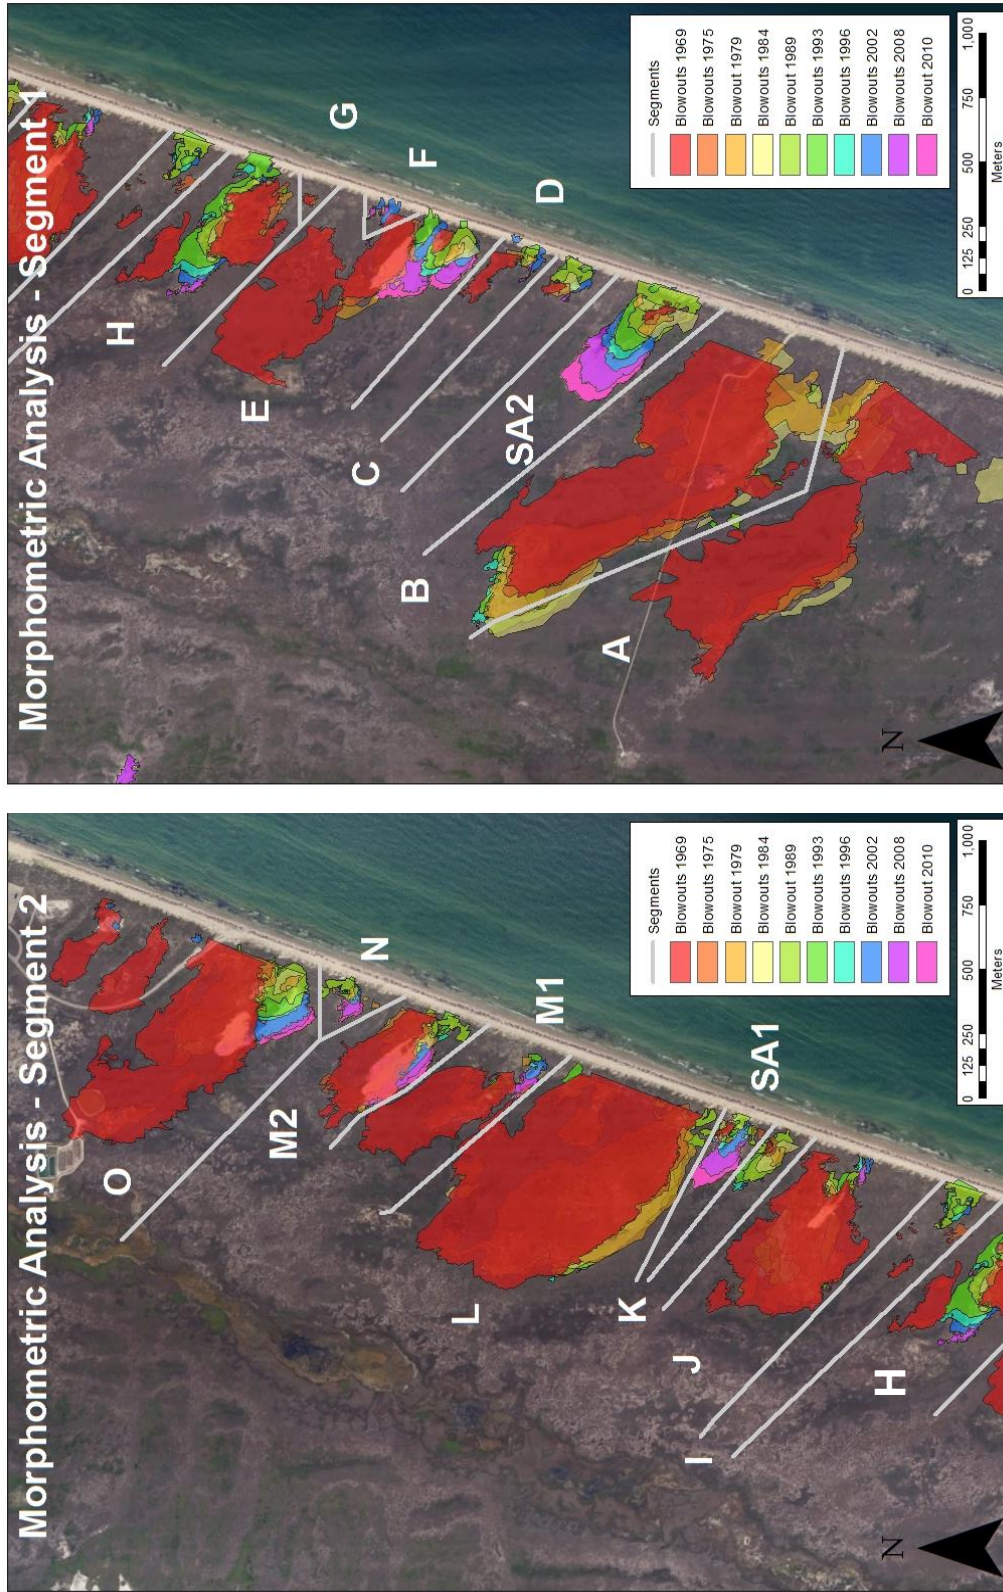 Morphometric Analysis - Segment 1
G
F
D
H
E
C
SA2
B
A
N
Segments
Blowouts 1969
Blowouts 1975
Blowout 1979
Blowouts 1984
Blowout 1989
Blowouts 1993
Blowouts 1996
Blowouts 2002
Blowouts 2008
Blowout 2010
0 125 250 500 750 1,000
Meters
Morphometric Analysis - Segment 2
N
M1
SA1
O
M2
L
K
J
I
H
N
Segments
Blowouts 1969
Blowouts 1975
Blowout 1979
Blowouts 1984
Blowout 1989
Blowouts 1993
Blowouts 1996
Blowouts 2002
Blowouts 2008
Blowout 2010
0 125 250 500 750 1,000
Meters